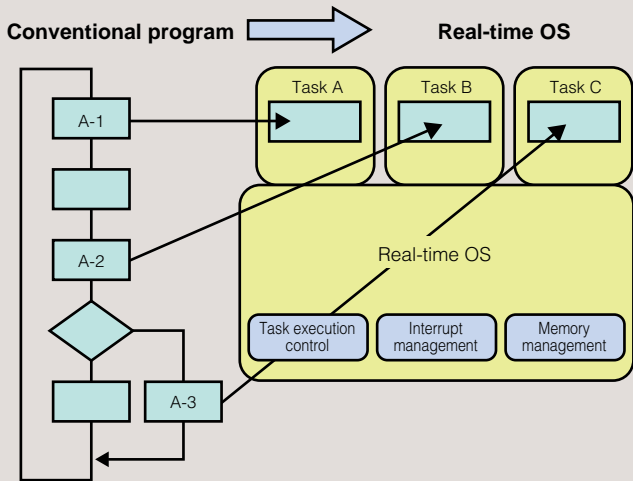 Conventional program
Real-time OS
Task A
Task B
Task C
A-1
A-2
A-3
Real-time OS
Task execution
control
Interrupt
management
Memory
management